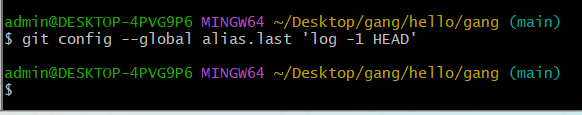 admin@DESKTOP-4PVG9P6 MINGW64 ~/Desktop/gang/hello/gang (main)
$ git config --global alias.last 'log -1 HEAD'
admin@DESKTOP-4PVG9P6 MINGW64 ~/Desktop/gang/hello/gang (main)
$